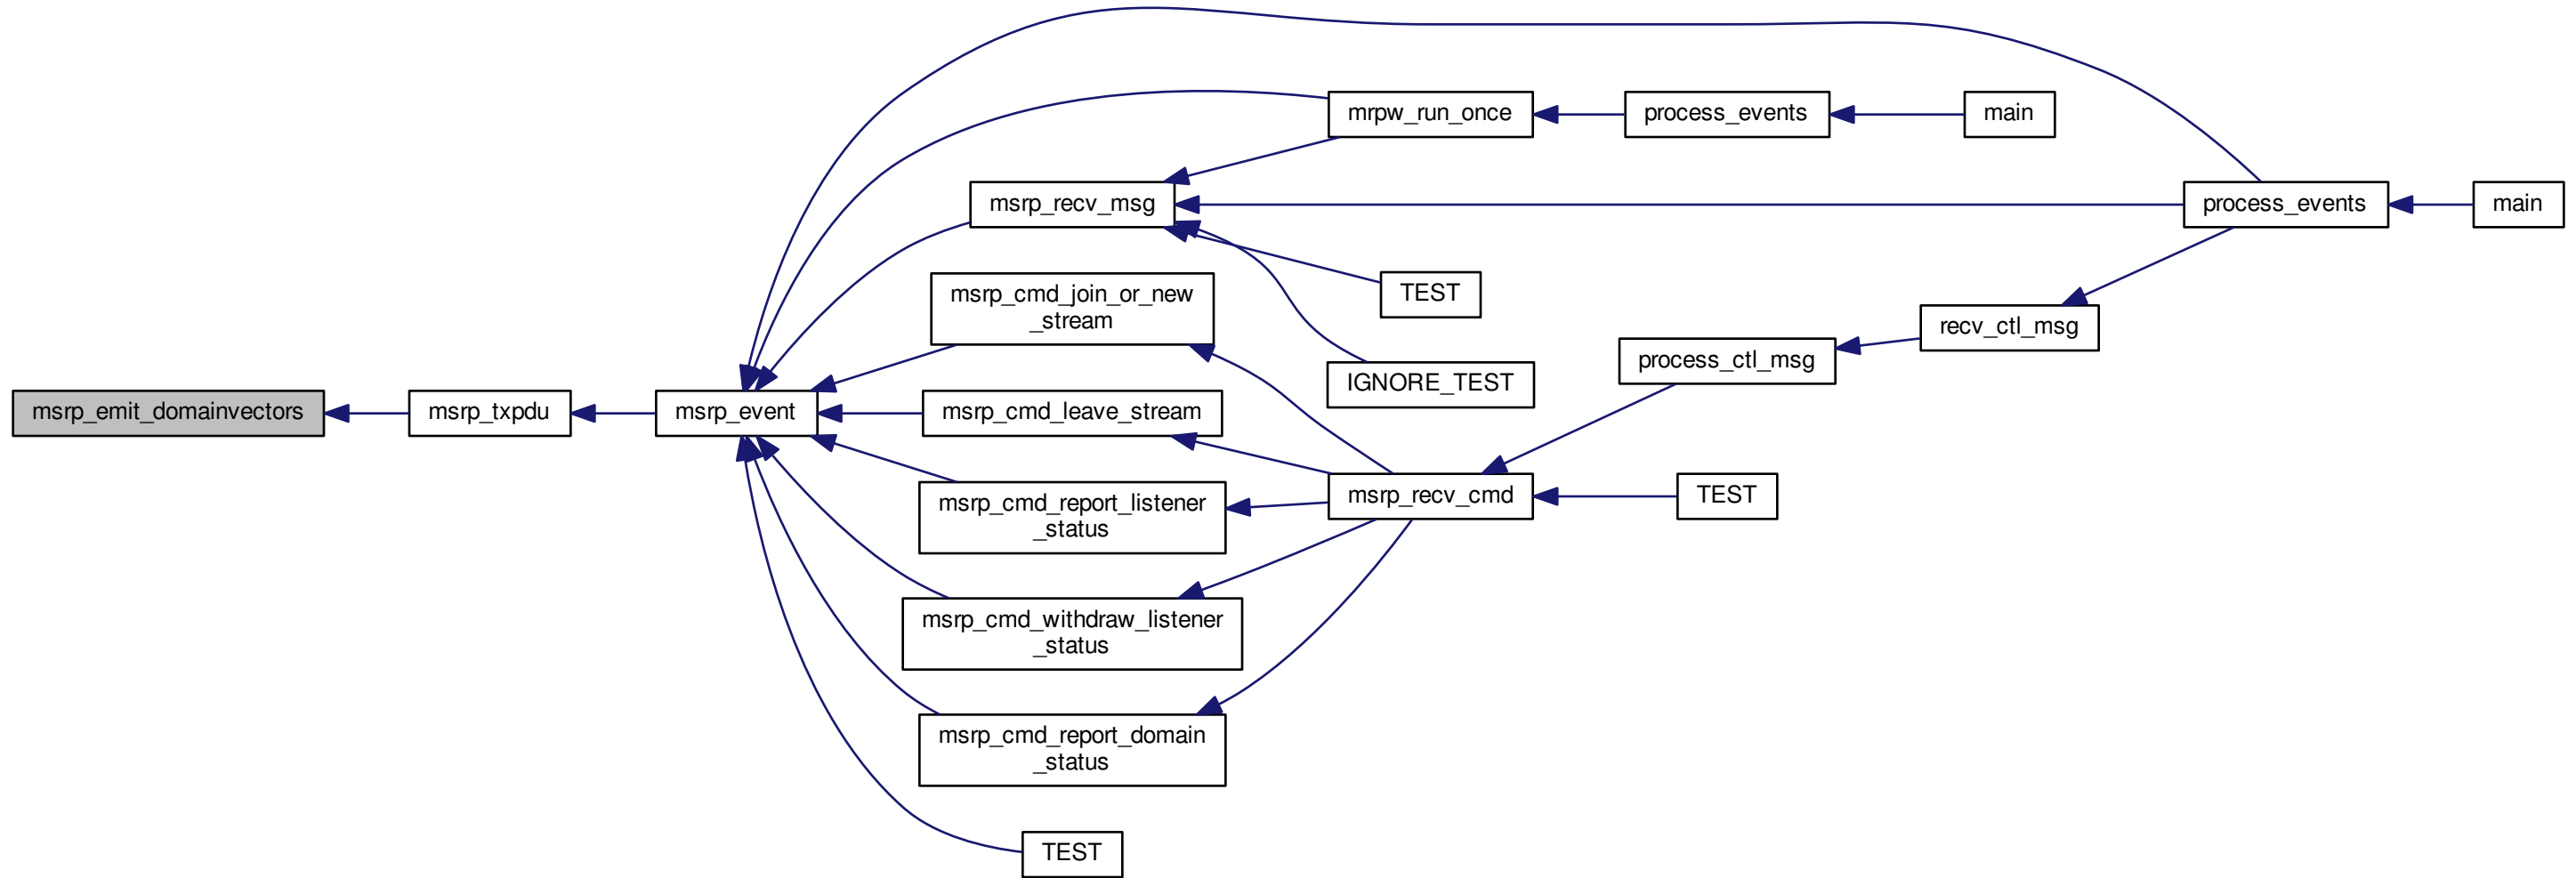 mrpw_run_once
process_events
main
msrp_recv_msg
process_events
main
msrp_cmd_join_or_new
_stream
TEST
recv_ctl_msg
process_ctl_msg
IGNORE_TEST
msrp_emit_domainvectors
msrp_txpdu
msrp_event
msrp_cmd_leave_stream
msrp_cmd_report_listener
_status
msrp_recv_cmd
TEST
msrp_cmd_withdraw_listener
_status
msrp_cmd_report_domain
_status
TEST